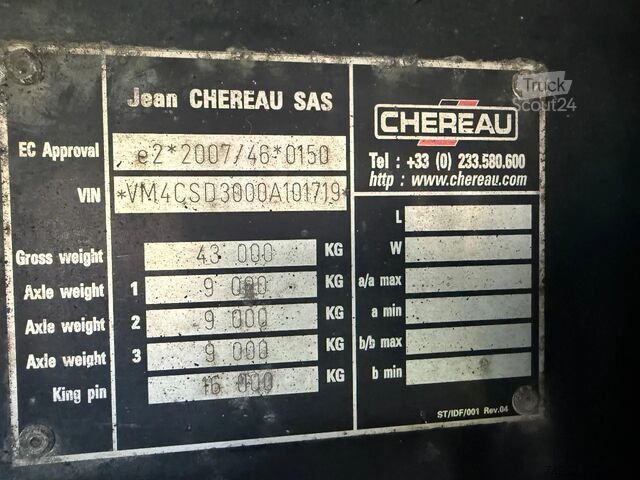 Truck
Scout24
Jean CHEREAU SAS
EC Approval e2*2007/46*0150
VIN *VM4CSD3000A101719*
Gross weight 43 000 KG
Axle weight 1 9 000 KG
Axle weight 2 9 000 KG
Axle weight 3 9 000 KG
King pin 16 000 KG
CHEREAU
Tel : +33 (0) 233.580.600
http : www.chereau.com
L
W
a/a max
a min
b/b max
b min
ST/IDF/001 Rev.04